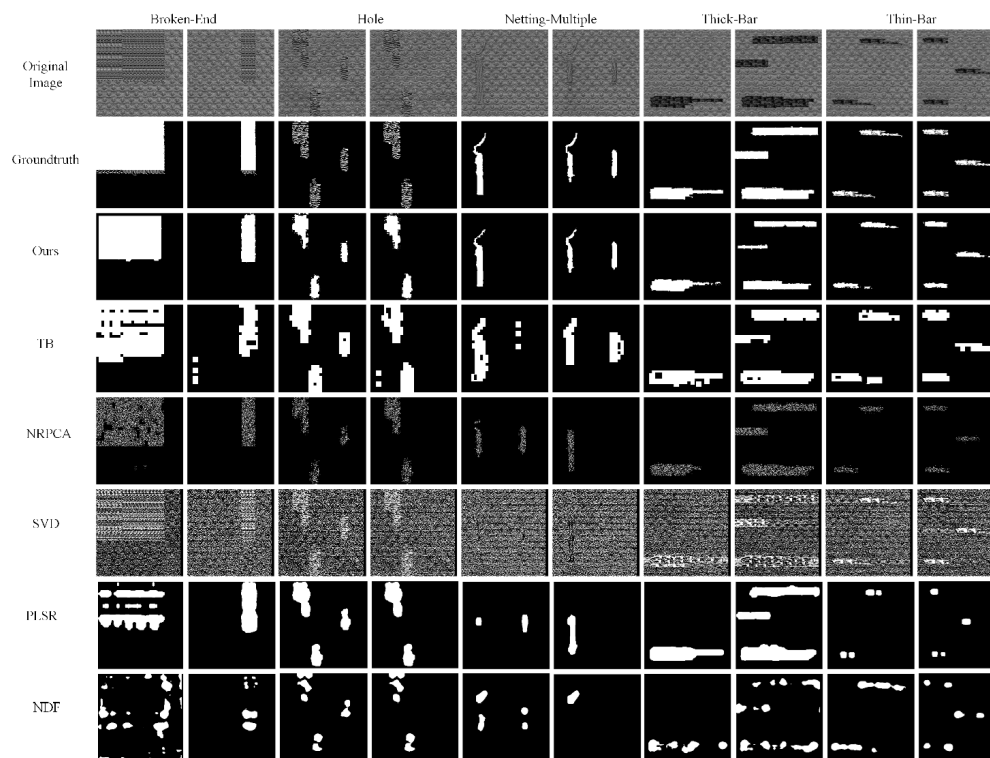 Broken-End Hole Netting-Multiple Thick-Bar Thin-Bar
Original
Image
Groundtruth
Ours
TB
NRPCA
SVD
PLSR
NDF